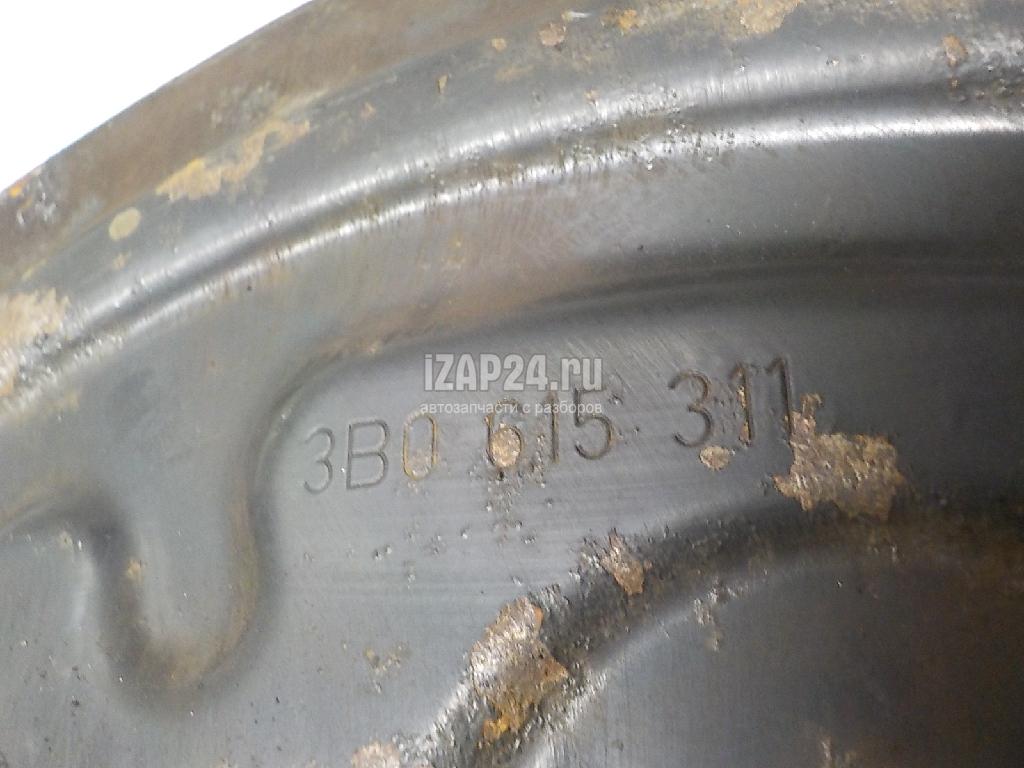 iZAP24.ru
автозапчасти с разборов
3B0 615 311